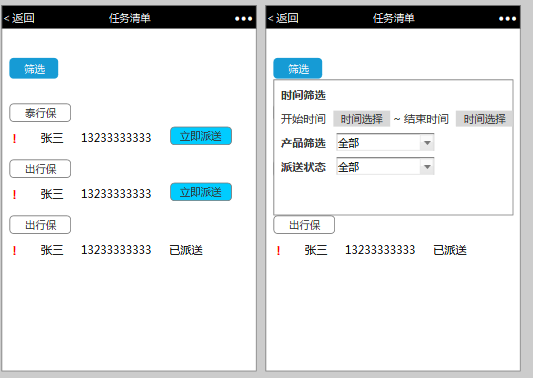 < 返回 任务清单 •••
筛选
泰行保
! 张三 13233333333 立即派送
出行保
! 张三 13233333333 立即派送
出行保
! 张三 13233333333 已派送
< 返回 任务清单 •••
筛选
时间筛选
开始时间 时间选择 ~ 结束时间 时间选择
产品筛选 全部
派送状态 全部
出行保
! 张三 13233333333 已派送